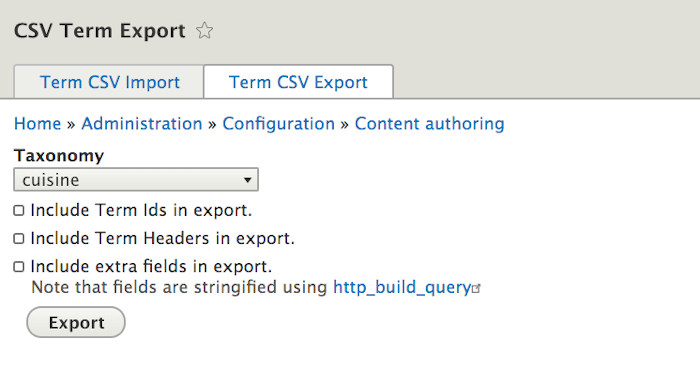 CSV Term Export
Term CSV Import
Term CSV Export
Home » Administration » Configuration » Content authoring
Taxonomy
cuisine
Include Term Ids in export.
Include Term Headers in export.
Include extra fields in export.
Note that fields are stringified using http_build_query
Export